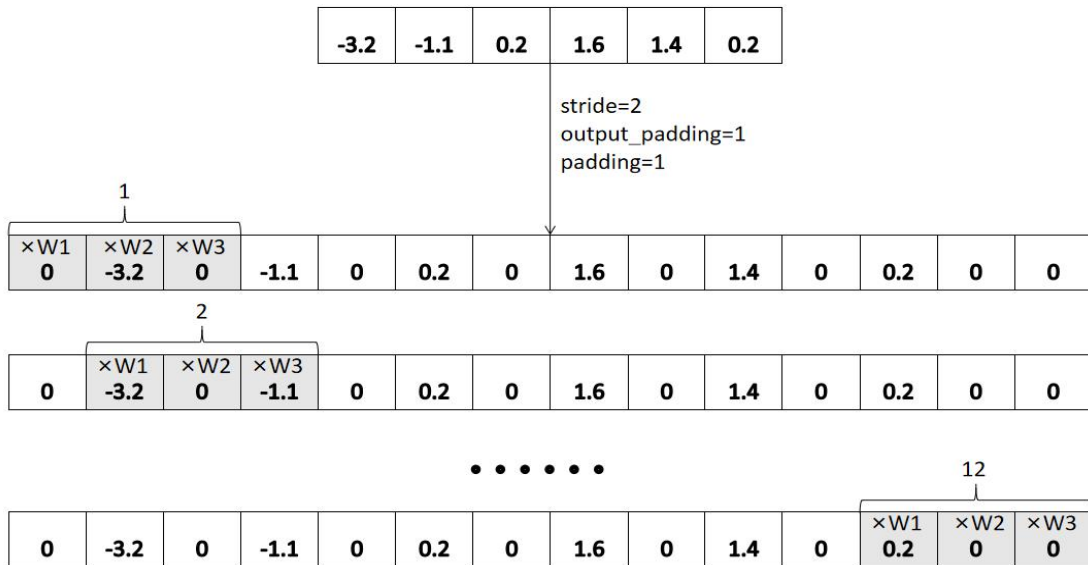 -3.2 -1.1 0.2 1.6 1.4 0.2
stride=2
output_padding=1
padding=1
1
×W1 ×W2 ×W3
0 -3.2 0 -1.1 0 0.2 0 1.6 0 1.4 0 0.2 0 0
2
×W1 ×W2 ×W3
0 -3.2 0 -1.1 0 0.2 0 1.6 0 1.4 0 0.2 0 0
......
12
×W1 ×W2 ×W3
0 -3.2 0 -1.1 0 0.2 0 1.6 0 1.4 0 0.2 0 0